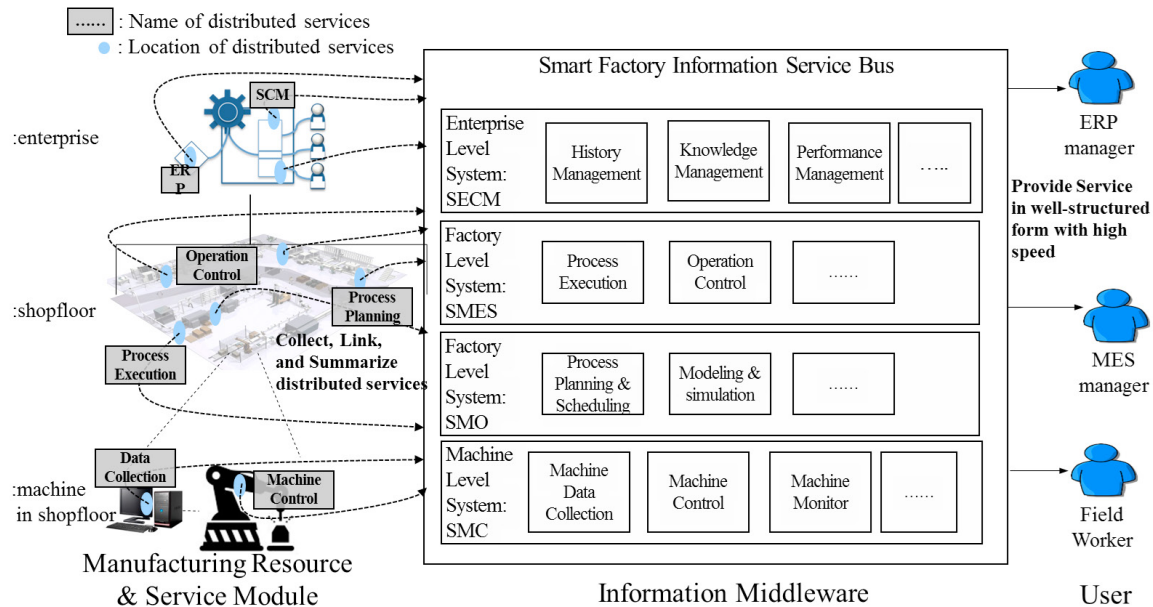 ...... : Name of distributed services
: Location of distributed services
:enterprise
SCM
ER
P
:shopfloor
Operation
Control
Process
Planning
Process
Execution
Collect, Link,
and Summarize
distributed services
:machine
in shopfloor
Data
Collection
Machine
Control
Manufacturing Resource
& Service Module
Smart Factory Information Service Bus
Enterprise
Level
System:
SECM
History
Management
Knowledge
Management
Performance
Management
.....
Factory
Level
System:
SMES
Process
Execution
Operation
Control
......
Factory
Level
System:
SMO
Process
Planning &
Scheduling
Modeling &
simulation
......
Machine
Level
System:
SMC
Machine
Data
Collection
Machine
Control
Machine
Monitor
......
Information Middleware
ERP
manager
Provide Service
in well-structured
form with high
speed
MES
manager
Field
Worker
User